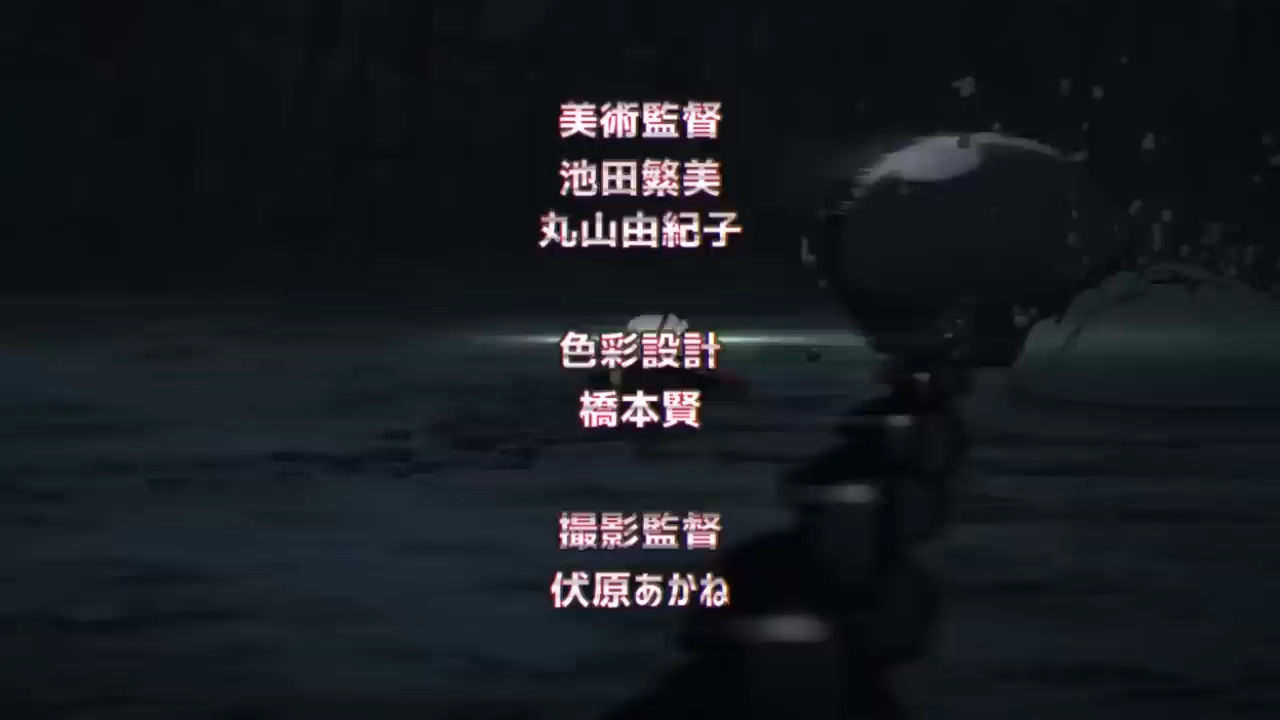 美術監督
池田繁美
丸山由紀子
色彩設計
橋本賢
撮影監督
伏原あかね